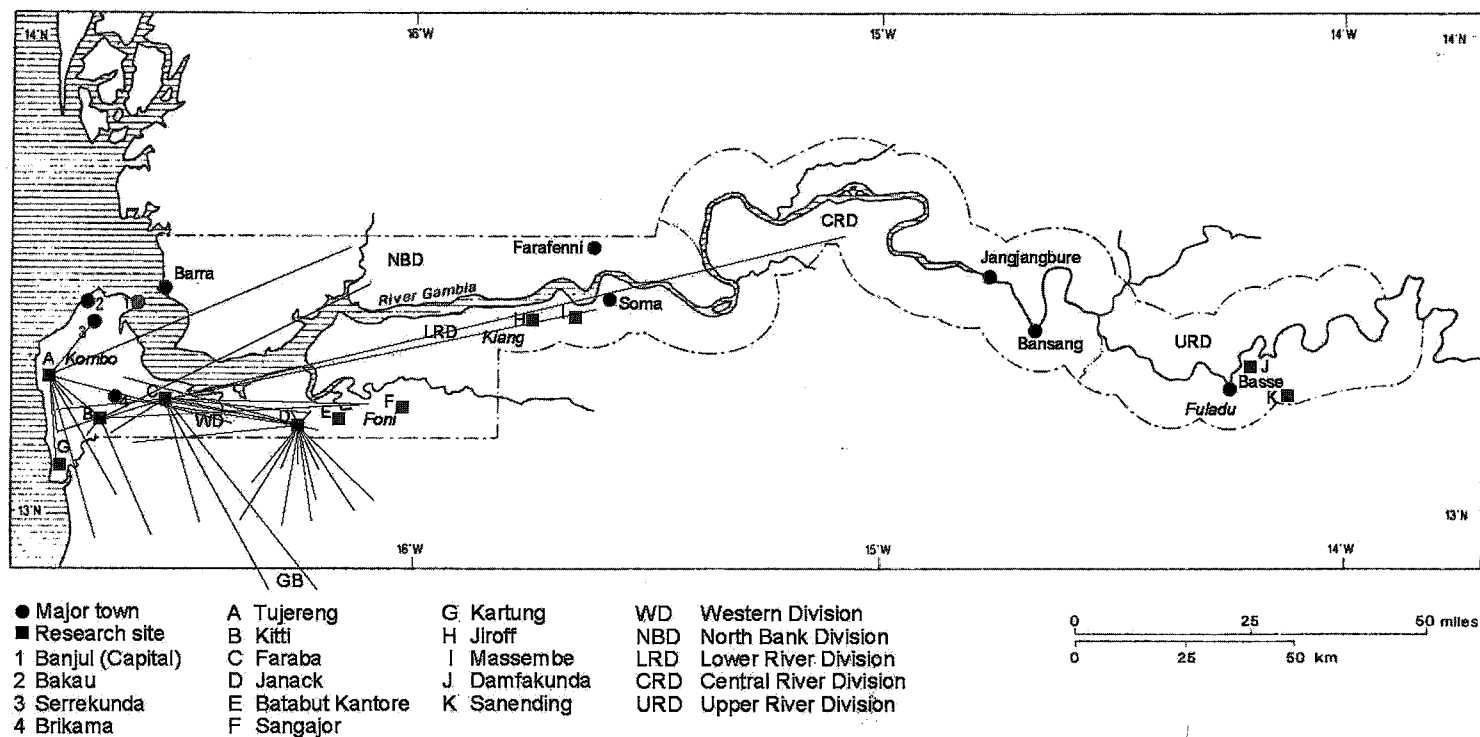 16°W 15°W 14°W
14°N 14°N
CRD
Farafenni
NBD
Barra
Jangjangbure
River Gambia
2
Soma
3
H I
LRD
Kiang
Bansang
URD
A Kombo
J
Basse
C
4
K
F
B
E
D
Fuladu
WD
Foni
G
13°N 13°N
16°W 15°W 14°W
GB
Major town
Research site
1 Banjul (Capital)
2 Bakau
3 Serrekunda
4 Brikama
A Tujereng
B Kitti
C Faraba
D Janack
E Batabut Kantore
F Sangajor
G Kartung
H Jiroff
I Massembe
J Damfakunda
K Sanending
WD Western Division
NBD North Bank Division
LRD Lower River Division
CRD Central River Division
URD Upper River Division
0 25 50 miles
0 25 50 km